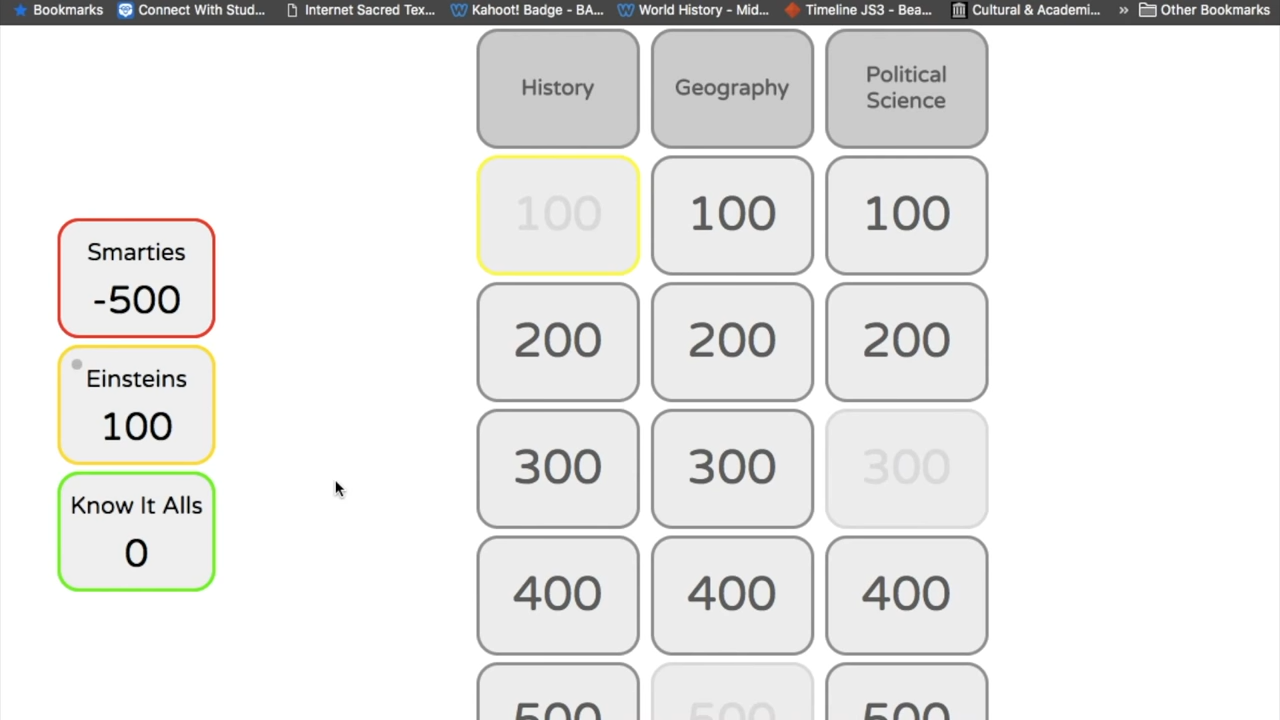 Bookmarks Connect With Stud... Internet Sacred Tex... Kahoot! Badge - BA... World History - Mid... Timeline JS3 - Bea... Cultural & Academi... » Other Bookmarks
History Geography Political Science
100 100 100
Smarties
-500
200 200 200
Einsteins
100
300 300 300
Know It Alls
0
400 400 400
500 500 500